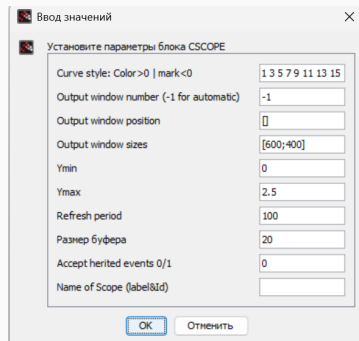 Ввод значений
Установите параметры блока CSCOPE
Curve style: Color>0 | mark<0 1 3 5 7 9 11 13 15
Output window number (-1 for automatic) -1
Output window position []
Output window sizes [600;400]
Ymin 0
Ymax 2.5
Refresh period 100
Размер буфера 20
Accept herited events 0/1 0
Name of Scope (label&Id)
OK Отменить